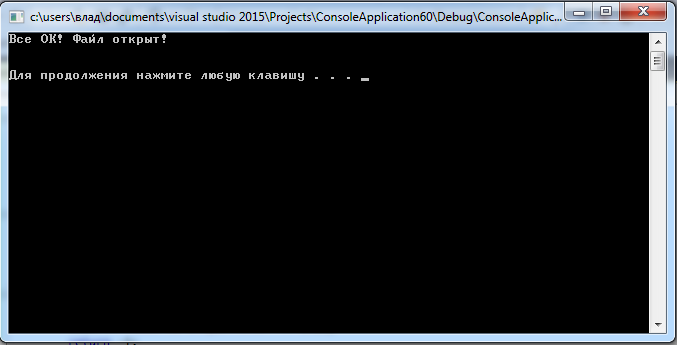 c:\users\влад\documents\visual studio 2015\Projects\ConsoleApplication60\Debug\ConsoleApplic...
Все ОК! Файл открыт!
Для продолжения нажмите любую клавишу . . .